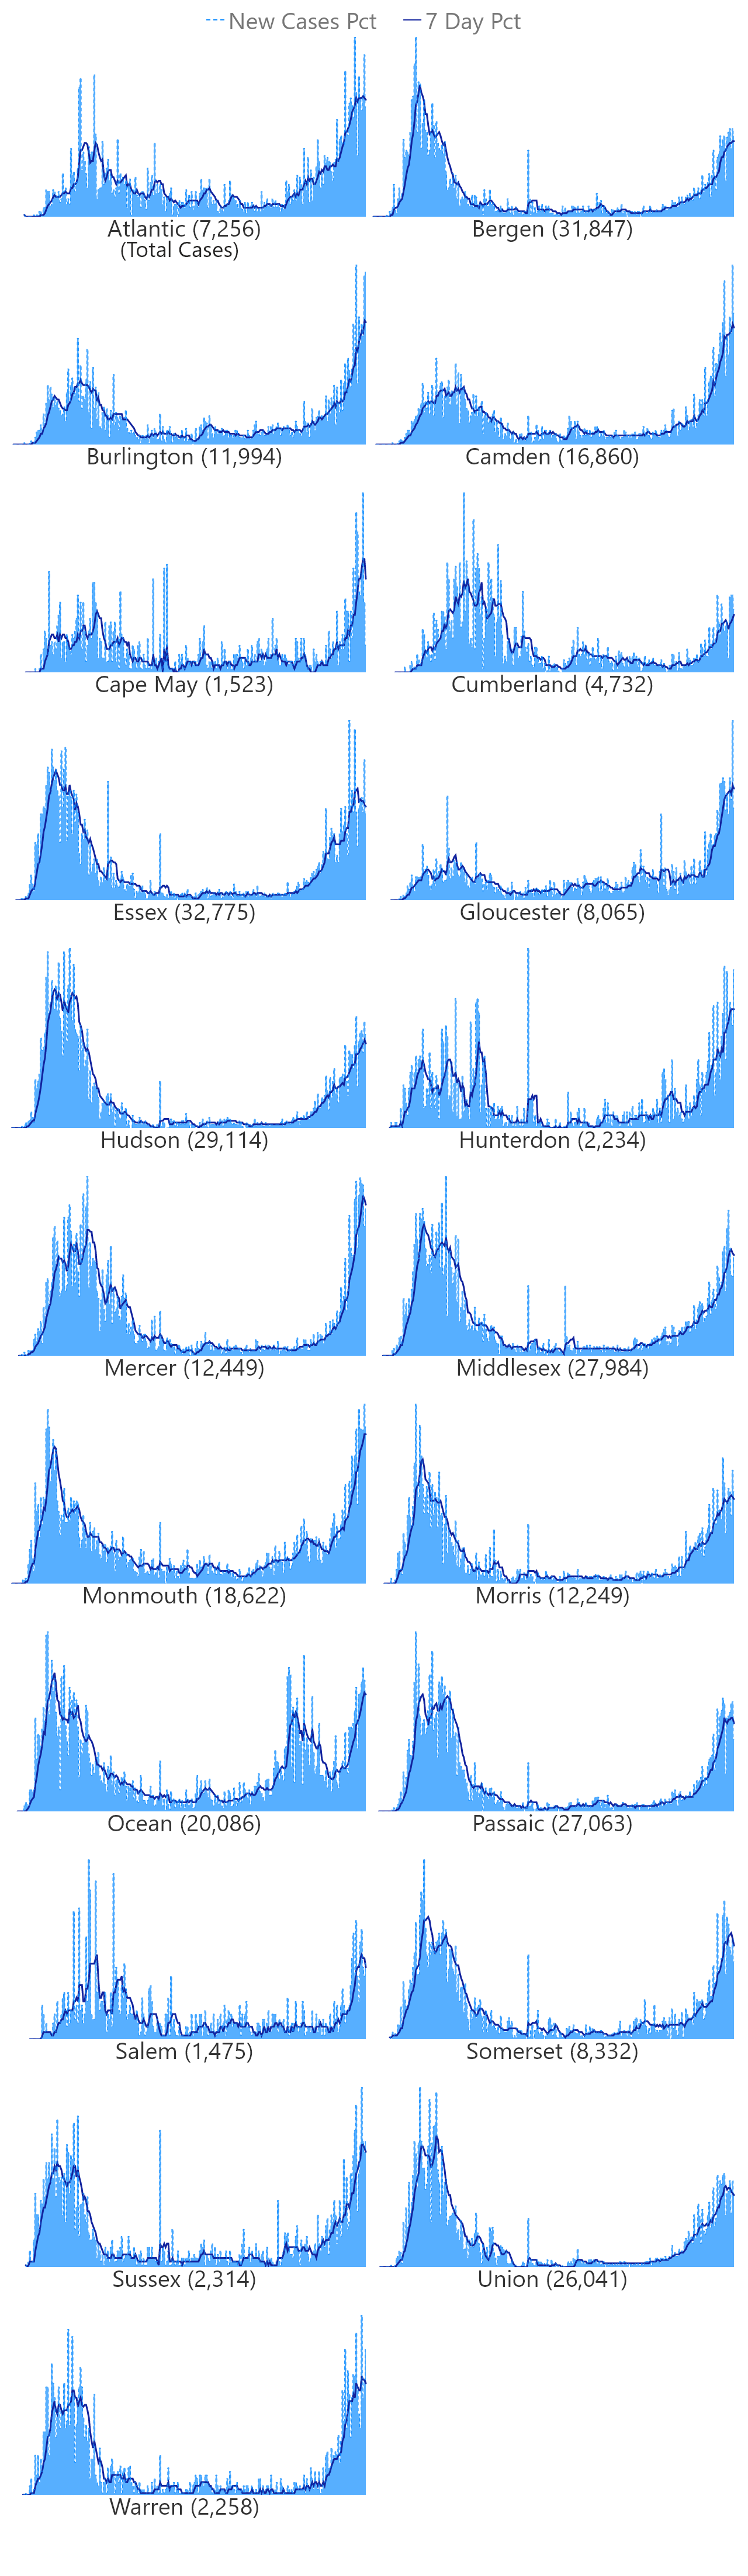 New Cases Pct 7 Day Pct
Atlantic (7,256) Bergen (31,847)
(Total Cases)
Burlington (11,994) Camden (16,860)
Cape May (1,523) Cumberland (4,732)
Essex (32,775) Gloucester (8,065)
Hudson (29,114) Hunterdon (2,234)
Mercer (12,449) Middlesex (27,984)
Monmouth (18,622) Morris (12,249)
Ocean (20,086) Passaic (27,063)
Salem (1,475) Somerset (8,332)
Sussex (2,314) Union (26,041)
Warren (2,258)